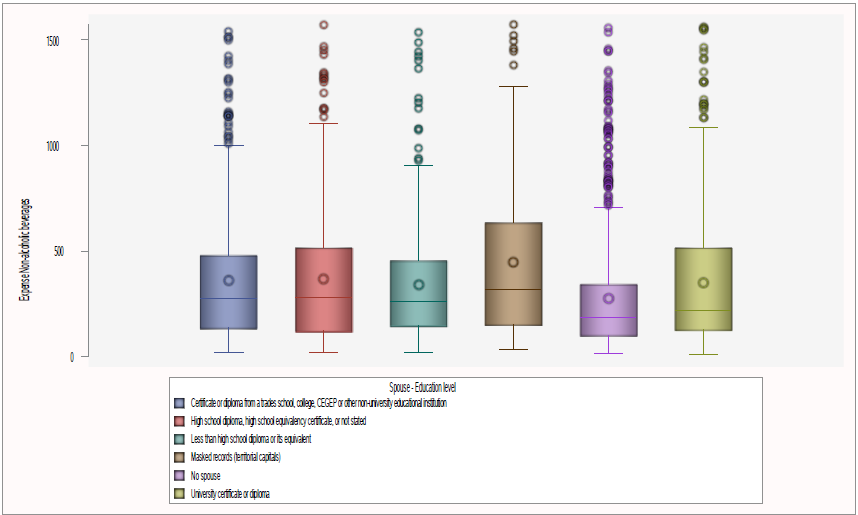 1500
1000
500
0
Expense Non-alcoholic beverages
Spouse - Education level
Certificate or diploma from a trades school, college, CEGEP or other non-university educational institution
High school diploma, high school equivalency certificate, or not stated
Less than high school diploma or its equivalent
Masked records (territorial capitals)
No spouse
University certificate or diploma